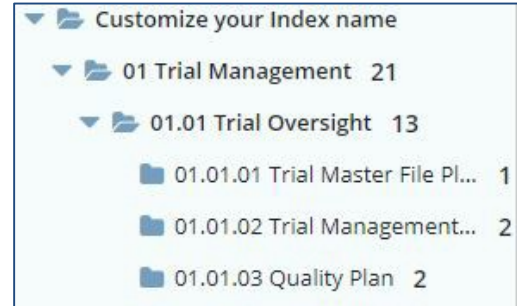 Customize your Index name
01 Trial Management 21
01.01 Trial Oversight 13
01.01.01 Trial Master File Pl... 1
01.01.02 Trial Management... 2
01.01.03 Quality Plan 2